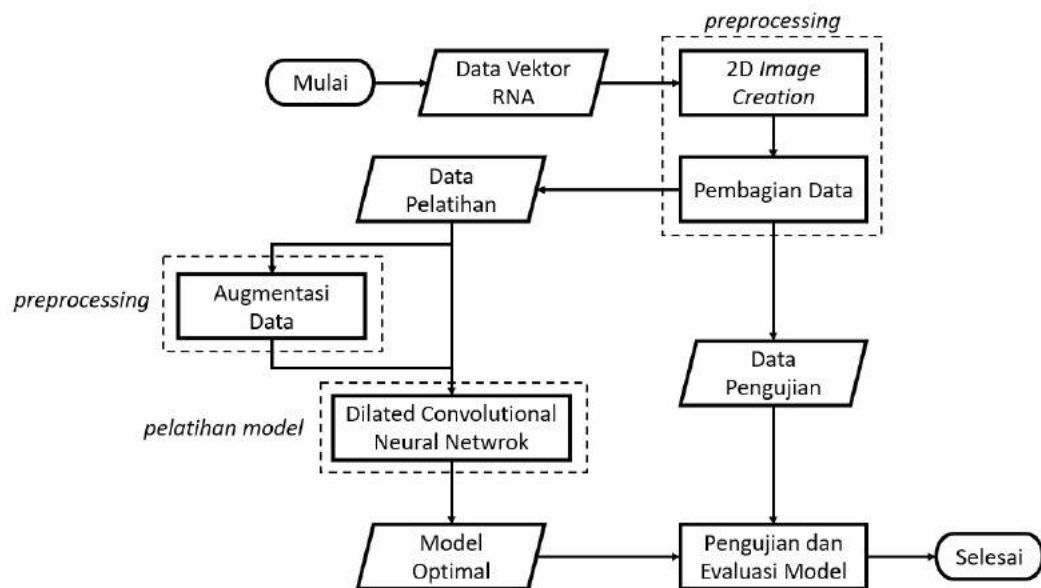 preprocessing
Mulai
Data Vektor
RNA
2D Image
Creation
Data
Pelatihan
Pembagian Data
preprocessing
Augmentasi
Data
Data
Pengujian
pelatihan model
Dilated Convolutional
Neural Netwrok
Model
Optimal
Pengujian dan
Evaluasi Model
Selesai